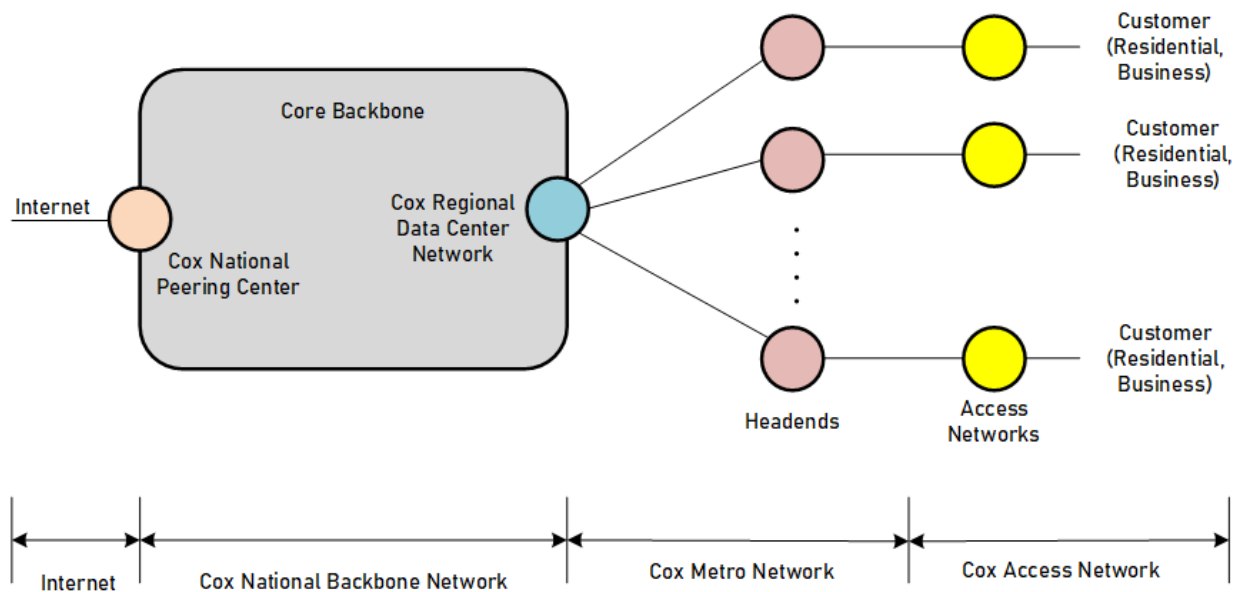 Customer
(Residential,
Business)
Core Backbone
Customer
(Residential,
Business)
Internet
Cox Regional
Data Center
Network
Cox National
Peering Center
Customer
(Residential,
Business)
Headends
Access
Networks
Internet
Cox National Backbone Network
Cox Metro Network
Cox Access Network